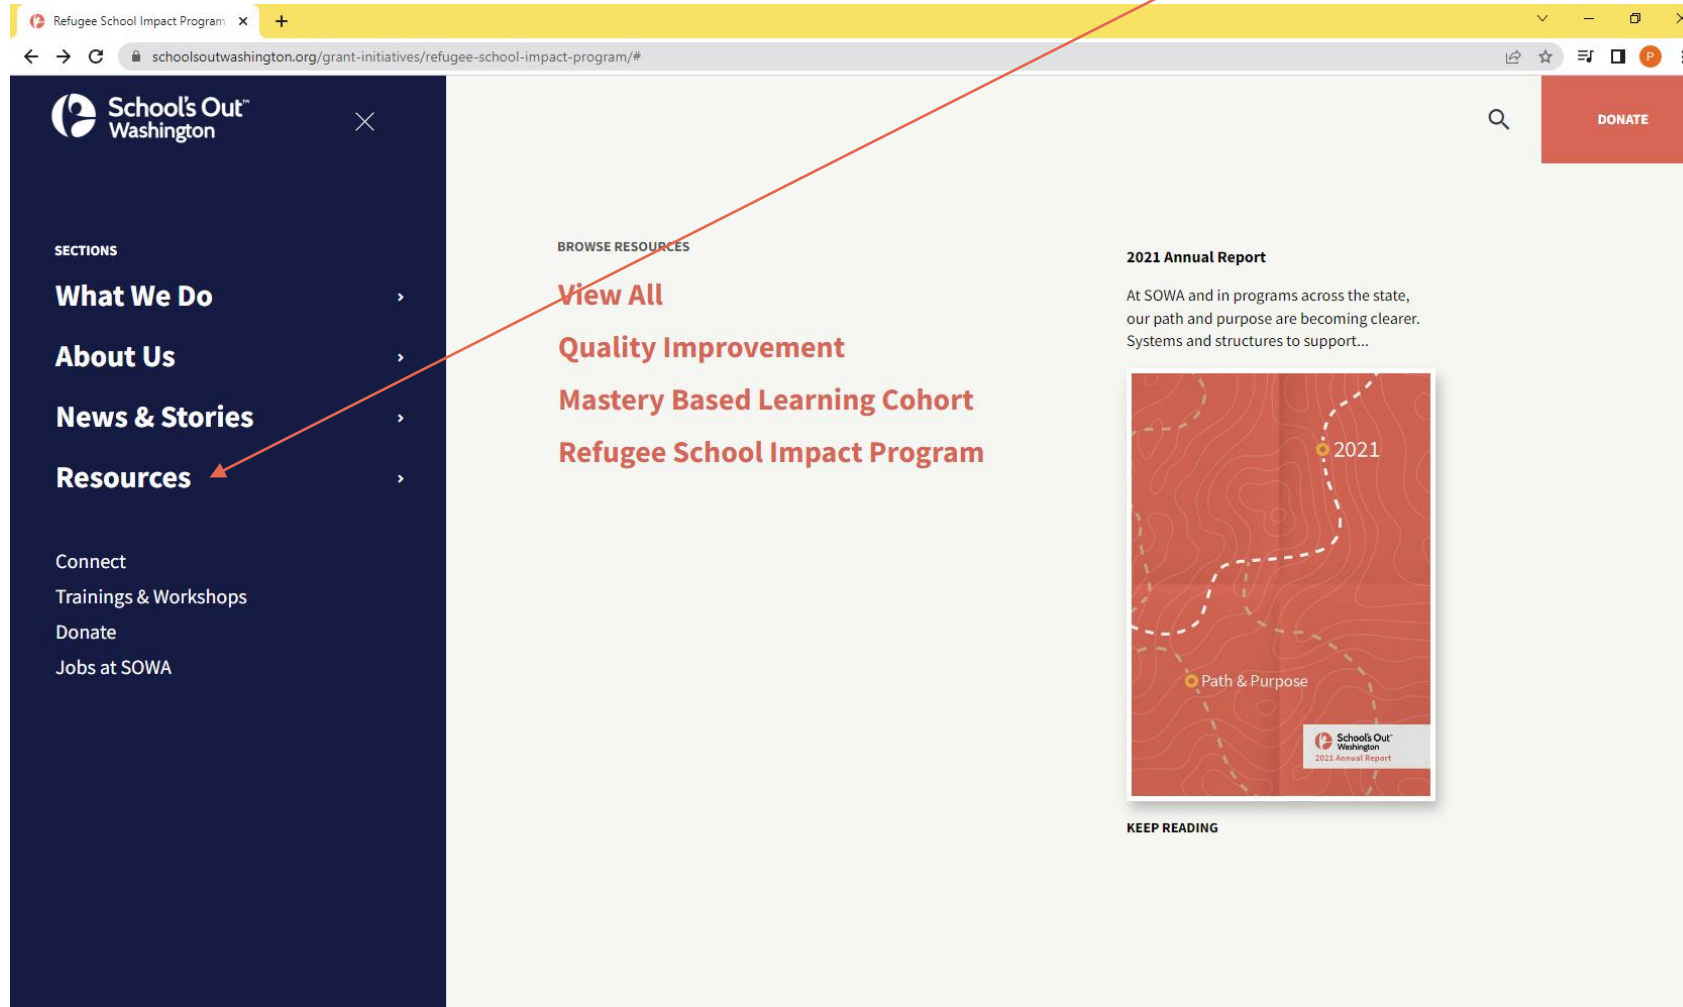 Refugee School Impact Program
schoolsoutwashington.org/grant-initiatives/refugee-school-impact-program/#
P
School's Out™
Washington
DONATE
SECTIONS
What We Do
About Us
News & Stories
Resources
Connect
Trainings & Workshops
Donate
Jobs at SOWA
BROWSE RESOURCES
View All
Quality Improvement
Mastery Based Learning Cohort
Refugee School Impact Program
2021 Annual Report
At SOWA and in programs across the state,
our path and purpose are becoming clearer.
Systems and structures to support...
2021
Path & Purpose
School's Out™
Washington
2021 Annual Report
KEEP READING